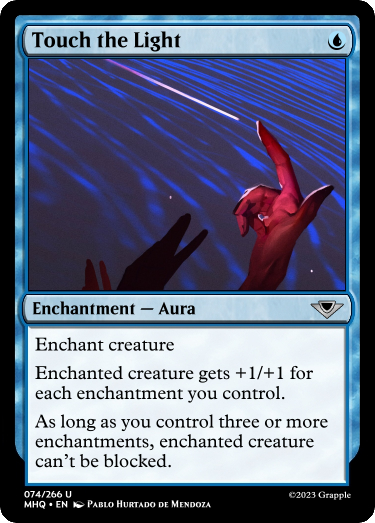 Touch the Light
Enchantment — Aura
Enchant creature
Enchanted creature gets +1/+1 for
each enchantment you control.
As long as you control three or more
enchantments, enchanted creature
can't be blocked.
074/266 U
MHQ • EN Pablo Hurtado de Mendoza
©2023 Grapple